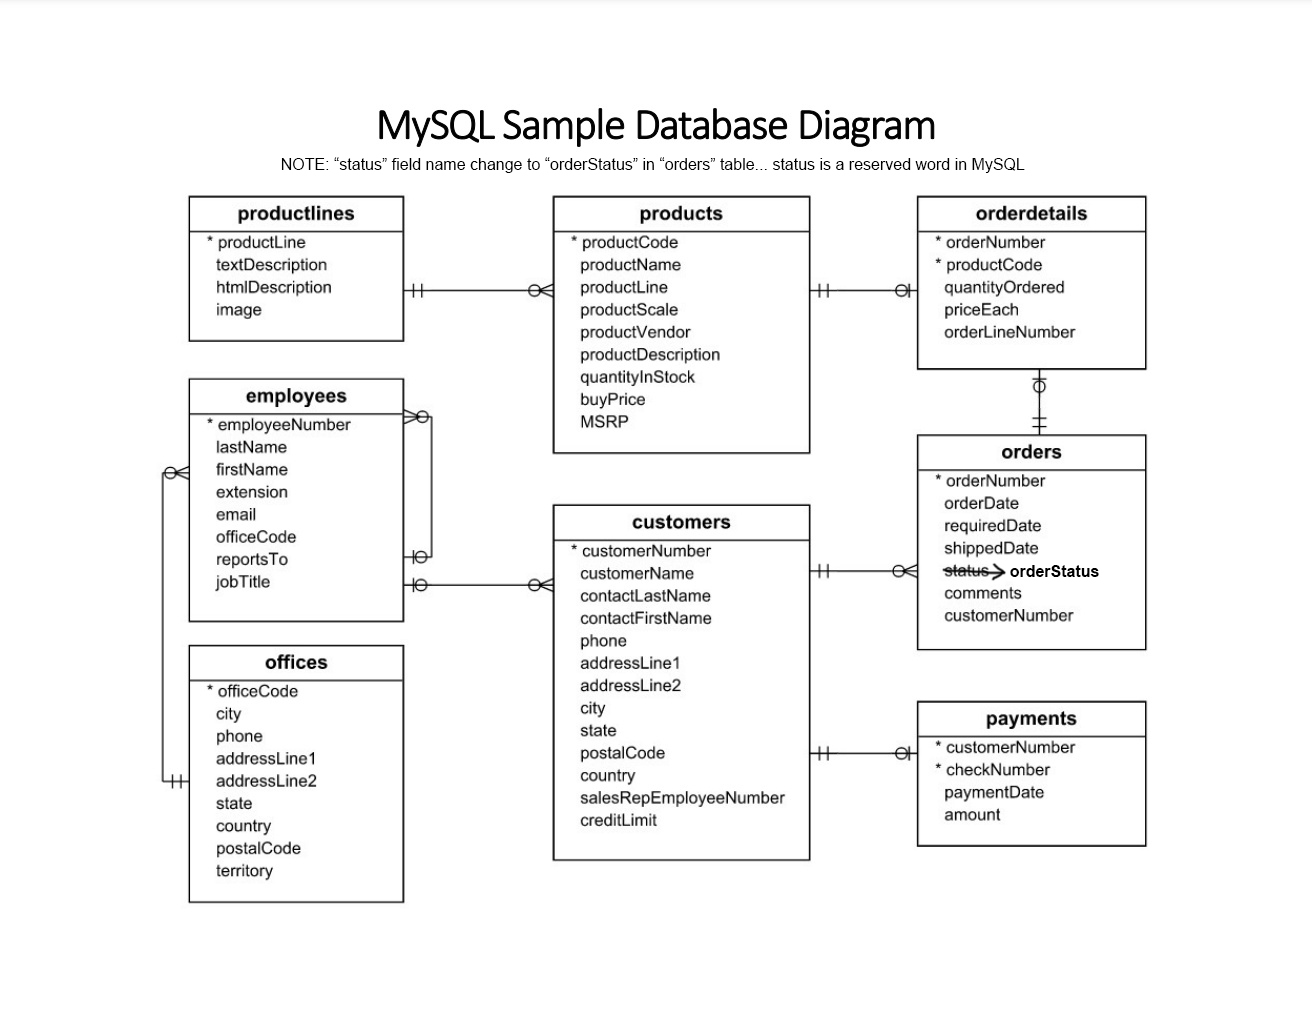 MySQL Sample Database Diagram
NOTE: “status” field name change to “orderStatus” in “orders” table... status is a reserved word in MySQL
productlines
* productLine
textDescription
htmlDescription
image
products
* productCode
productName
productLine
productScale
productVendor
productDescription
quantityInStock
buyPrice
MSRP
orderdetails
* orderNumber
* productCode
quantityOrdered
priceEach
orderLineNumber
employees
* employeeNumber
lastName
firstName
extension
email
officeCode
reportsTo
jobTitle
customers
* customerNumber
customerName
contactLastName
contactFirstName
phone
addressLine1
addressLine2
city
state
postalCode
country
salesRepEmployeeNumber
creditLimit
orders
* orderNumber
orderDate
requiredDate
shippedDate
status orderStatus
comments
customerNumber
offices
* officeCode
city
phone
addressLine1
addressLine2
state
country
postalCode
territory
payments
* customerNumber
* checkNumber
paymentDate
amount